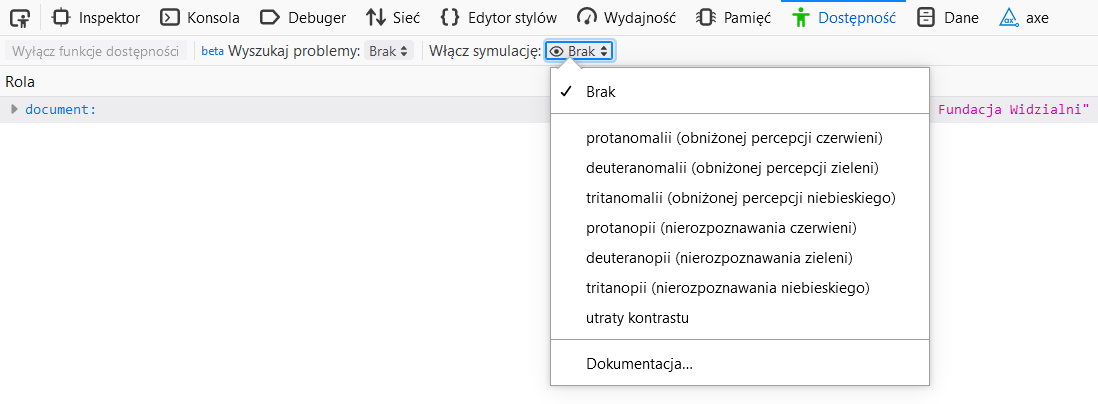 Inspektor Konsola Debuger Sieć Edytor stylów Wydajność Pamięć Dostępność Dane axe
Wyłącz funkcje dostępności beta Wyszukaj problemy: Brak Włącz symulację: Brak
Rola
document: Fundacja Widzialni"
Brak
protanomalii (obniżonej percepcji czerwieni)
deuteranomalii (obniżonej percepcji zieleni)
tritanomalii (obniżonej percepcji niebieskiego)
protanopii (nierozpoznawania czerwieni)
deuteranopii (nierozpoznawania zieleni)
tritanopii (nierozpoznawania niebieskiego)
utraty kontrastu
Dokumentacja...